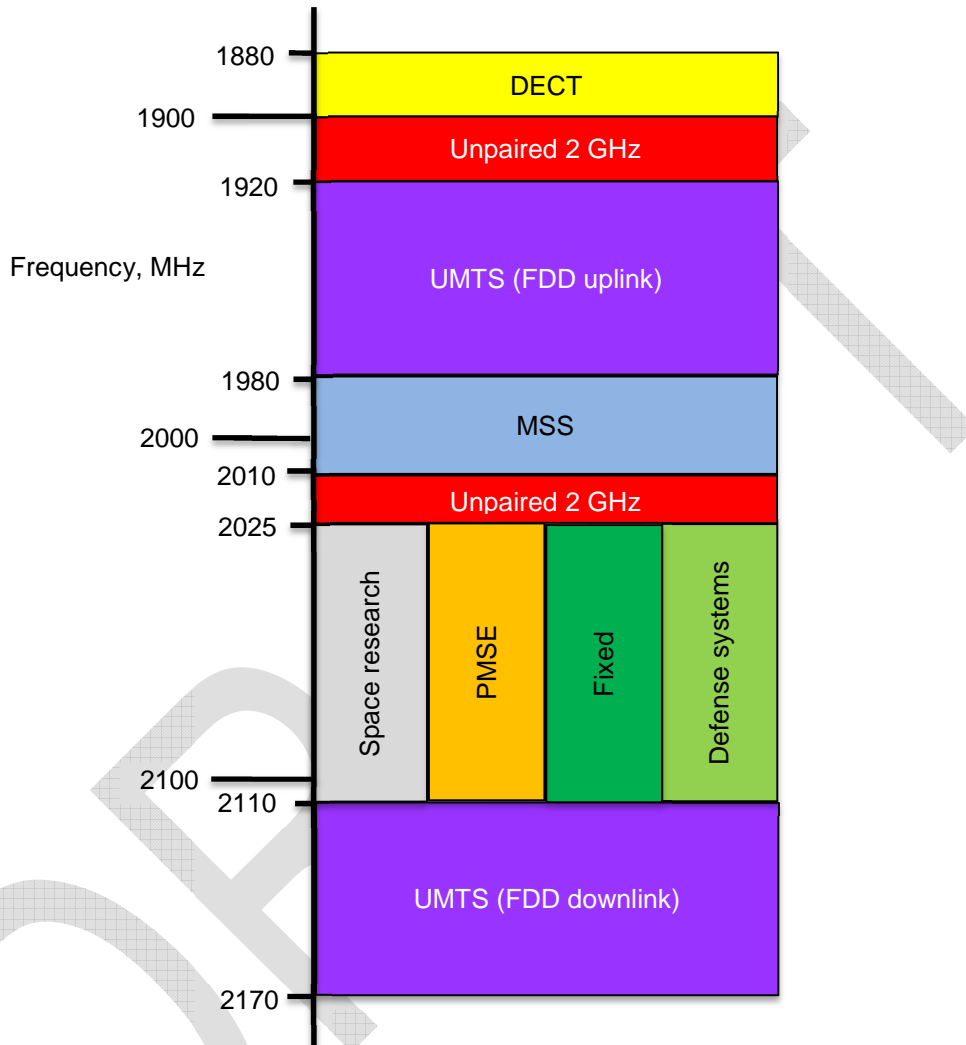 1880
DECT
1900
Unpaired 2 GHz
1920
Frequency, MHz
UMTS (FDD uplink)
1980
MSS
2000
2010
Unpaired 2 GHz
2025
Space research
PMSE
Fixed
Defense systems
2100
2110
UMTS (FDD downlink)
2170